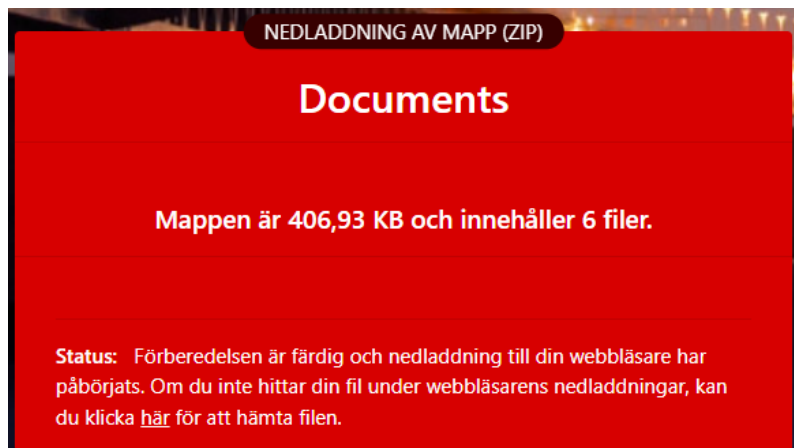 NEDLADDNING AV MAPP (ZIP)
Documents
Mappen är 406,93 KB och innehåller 6 filer.
Status: Förberedelsen är färdig och nedladdning till din webbläsare har
påbörjats. Om du inte hittar din fil under webbläsarens nedladdningar, kan
du klicka här för att hämta filen.